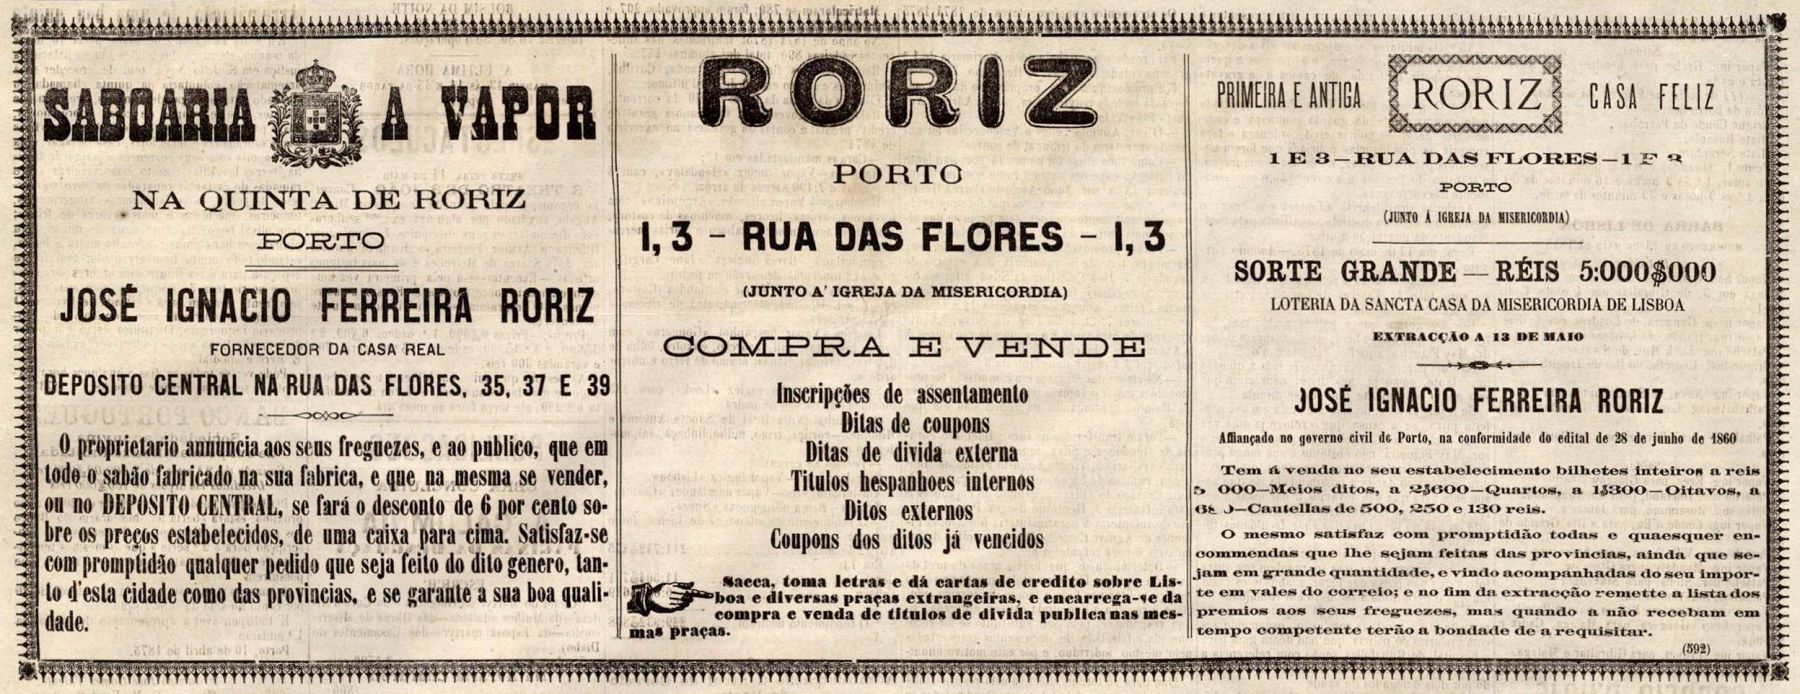 SABOARIA A VAPOR
NA QUINTA DE RORIZ
PORTO
JOSÉ IGNACIO FERREIRA RORIZ
FORNECEDOR DA CASA REAL
DEPOSITO CENTRAL NA RUA DAS FLORES, 35, 37 E 39
O proprietario annuncia aos seus freguezes, e ao publico, que em
todo o sabão fabricado na sua fabrica, e que na mesma se vender,
ou no DEPOSITO CENTRAL, se fará o desconto de 6 por cento so-
bre os preços estabelecidos, de uma caixa para cima. Satisfaz-se
com promptidão qualquer pedido que seja feito do dito genero, tan-
to d'esta cidade como das provincias, e se garante a sua boa quali-
dade.
RORIZ
PORTO
1, 3 – RUA DAS FLORES – 1, 3
(JUNTO A' IGREJA DA MISERICORDIA)
COMPRA E VENDE
Inscripções de assentamento
Ditas de coupons
Ditas de divida externa
Titulos hespanhoes internos
Ditos externos
Coupons dos ditos já vencidos
Sacca, toma letras e dá cartas de credito sobre Lis-
boa e diversas praças extrangeiras, e encarrega-se da
compra e venda de titulos de divida publica nas mes-
mas praças.
PRIMEIRA E ANTIGA RORIZ CASA FELIZ
1 E 3 – RUA DAS FLORES – 1 E 3
PORTO
(JUNTO Á IGREJA DA MISERICORDIA)
SORTE GRANDE — RÉIS 5:000$000
LOTERIA DA SANCTA CASA DA MISERICORDIA DE LISBOA
EXTRACÇÃO A 13 DE MAIO
JOSÉ IGNACIO FERREIRA RORIZ
Affiançado no governo civil do Porto, na conformidade do edital de 28 de junho de 1860
Tem á venda no seu estabelecimento bilhetes inteiros a reis
5 000—Meios ditos, a 2$600—Quartos, a 1$300—Oitavos, a
—Cautellas de 500, 250 e 130 reis.
O mesmo satisfaz com promptidão todas e quaesquer en-
commendas que lhe sejam feitas das provincias, ainda que se-
jam em grande quantidade, e vindo acompanhadas do seu impor-
te em vales do correio; e no fim da extracção remette a lista dos
premios aos seus freguezes, mas quando a não recebam em
tempo competente terão a bondade de a requisitar.
(592)